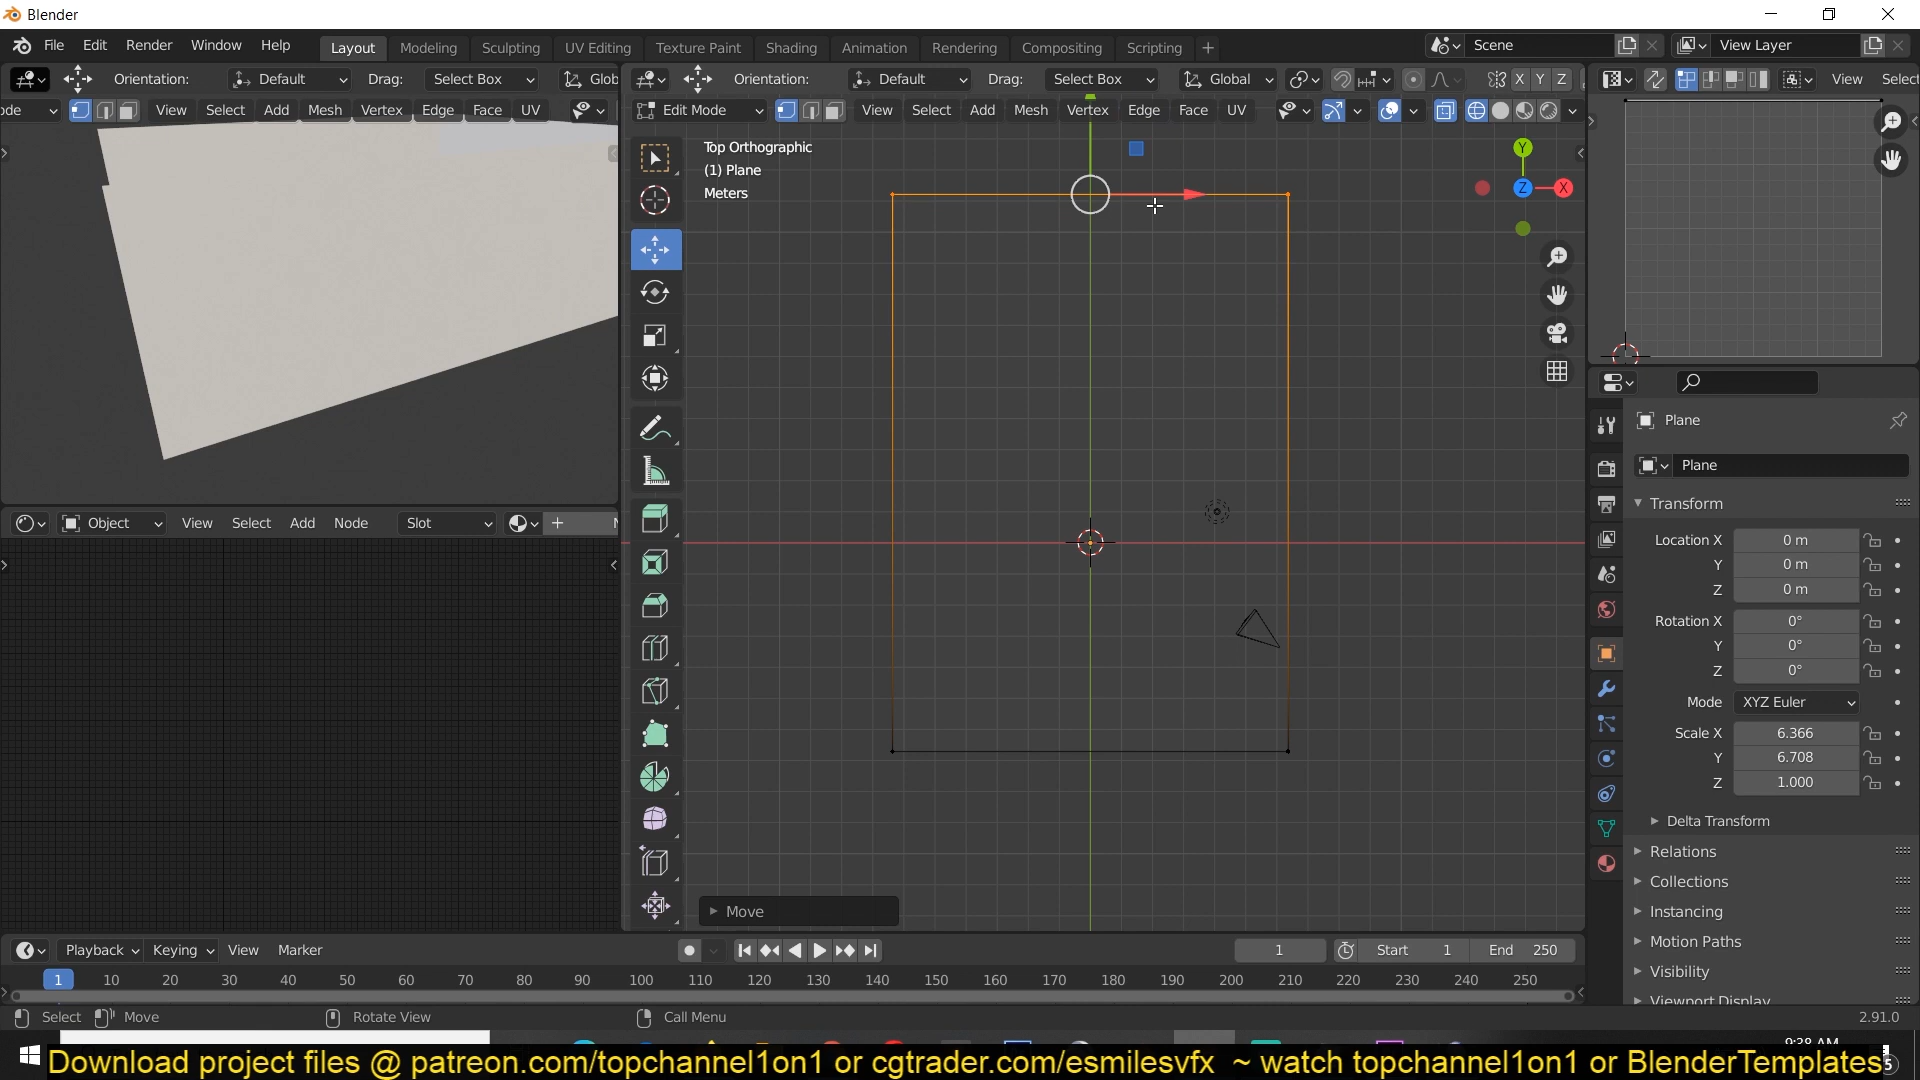 Blender
File Edit Render Window Help Layout Modeling Sculpting UV Editing Texture Paint Shading Animation Rendering Compositing Scripting + Scene View Layer
Orientation: Default Drag: Select Box Glob Orientation: Default Drag: Select Box Global X Y Z View Select
ode View Select Add Mesh Vertex Edge Face UV Edit Mode View Select Add Mesh Vertex Edge Face UV
Top Orthographic
(1) Plane
Meters
Y
Z
X
Plane
Plane
Transform
Location X 0 m
Y 0 m
Z 0 m
Rotation X 0°
Y 0°
Z 0°
Mode XYZ Euler
Scale X 6.366
Y 6.708
Z 1.000
Delta Transform
Relations
Collections
Instancing
Motion Paths
Visibility
Viewport Display
Object View Select Add Node Slot +
Move
Playback Keying View Marker 1 Start 1 End 250
1 10 20 30 40 50 60 70 80 90 100 110 120 130 140 150 160 170 180 190 200 210 220 230 240 250
Select Move Rotate View Call Menu 2.91.0
9:38 AM
Download project files @ patreon.com/topchannel1on1 or cgtrader.com/esmilesvfx ~ watch topchannel1on1 or BlenderTemplates